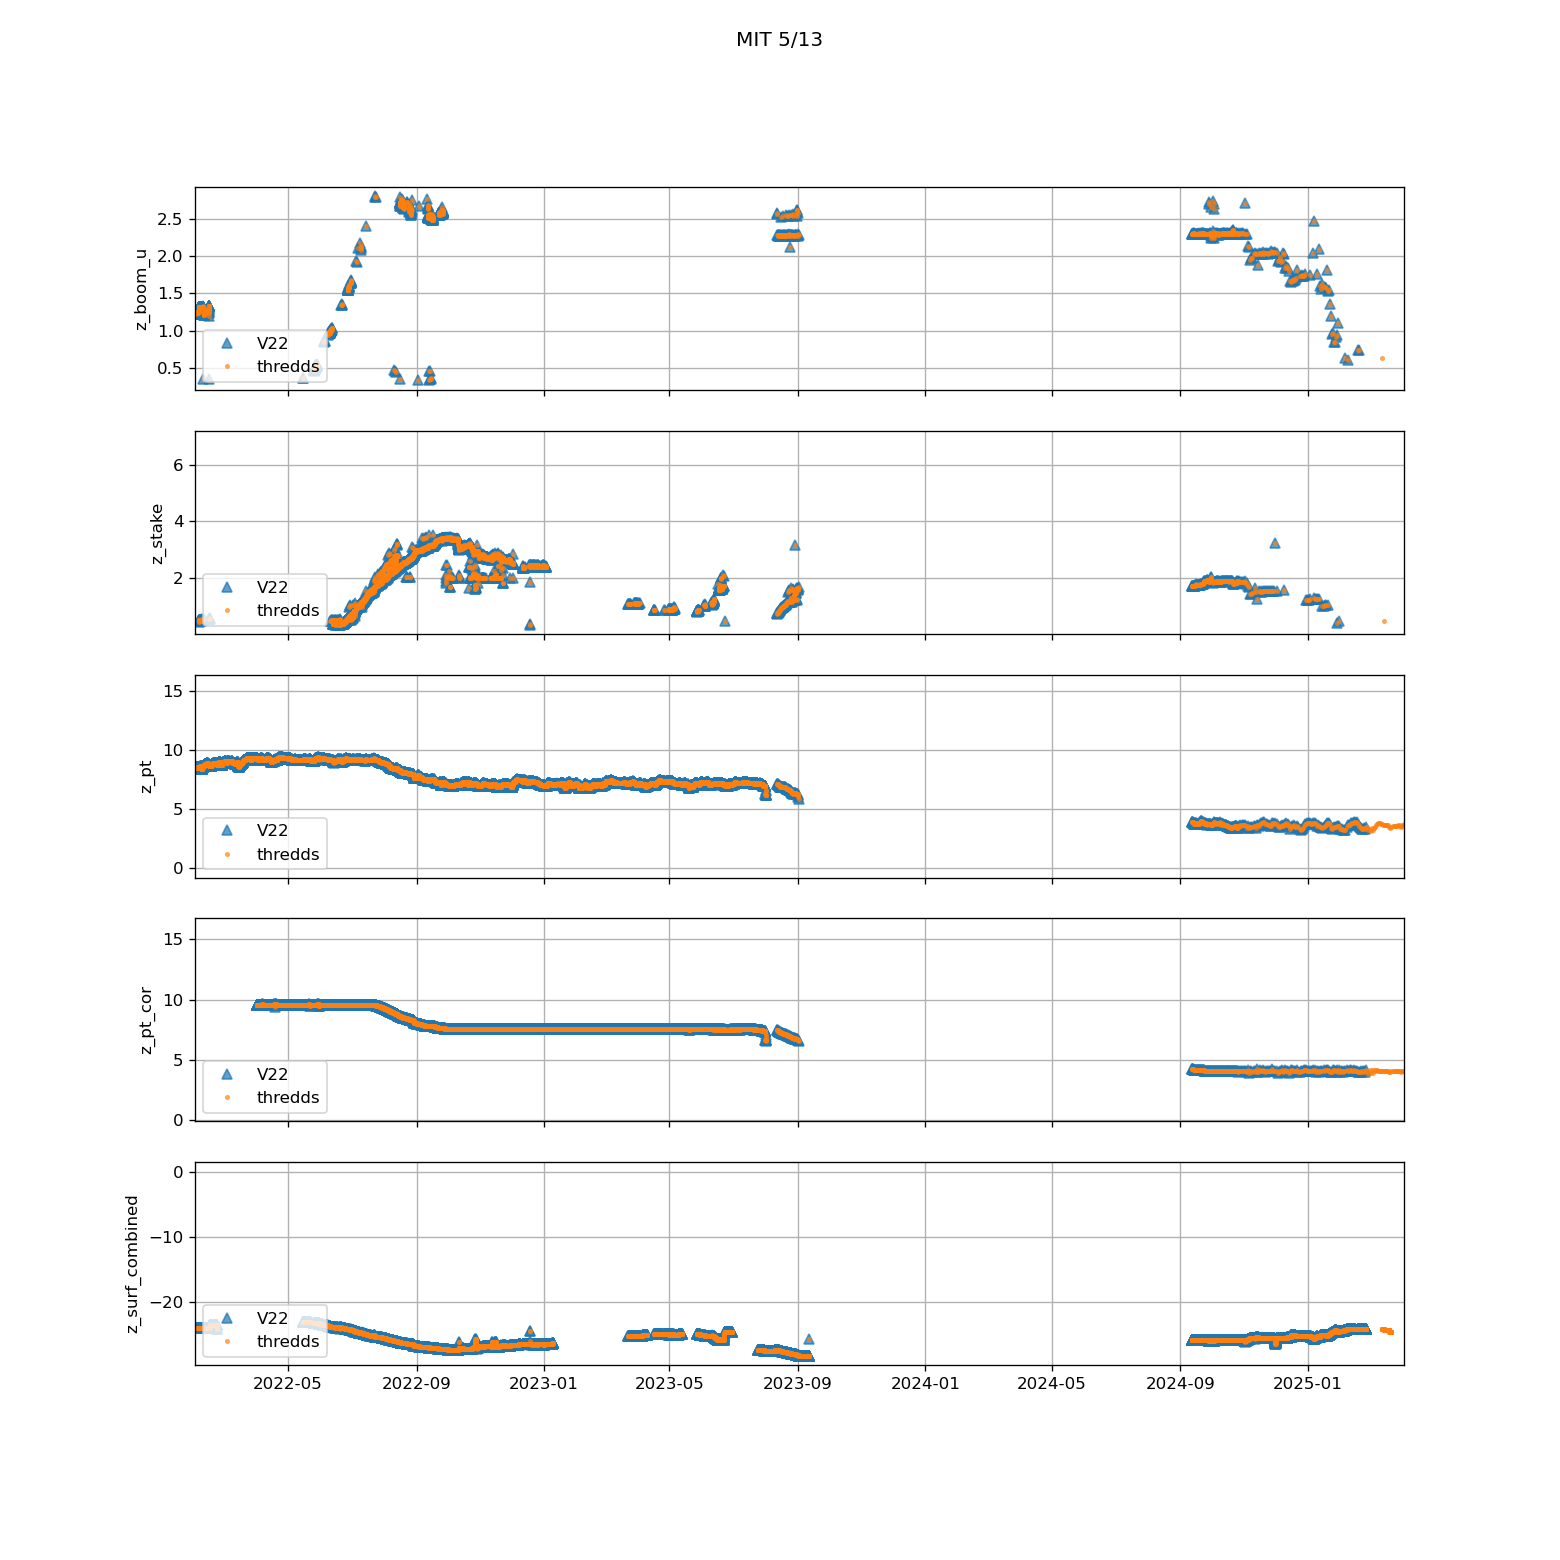 MIT 5/13
z_boom_u
2.5
2.0
1.5
1.0
0.5
V22
thredds
z_stake
6
4
2
V22
thredds
z_pt
15
10
5
0
V22
thredds
z_pt_cor
15
10
5
0
V22
thredds
z_surf_combined
0
−10
−20
V22
thredds
2022-05 2022-09 2023-01 2023-05 2023-09 2024-01 2024-05 2024-09 2025-01